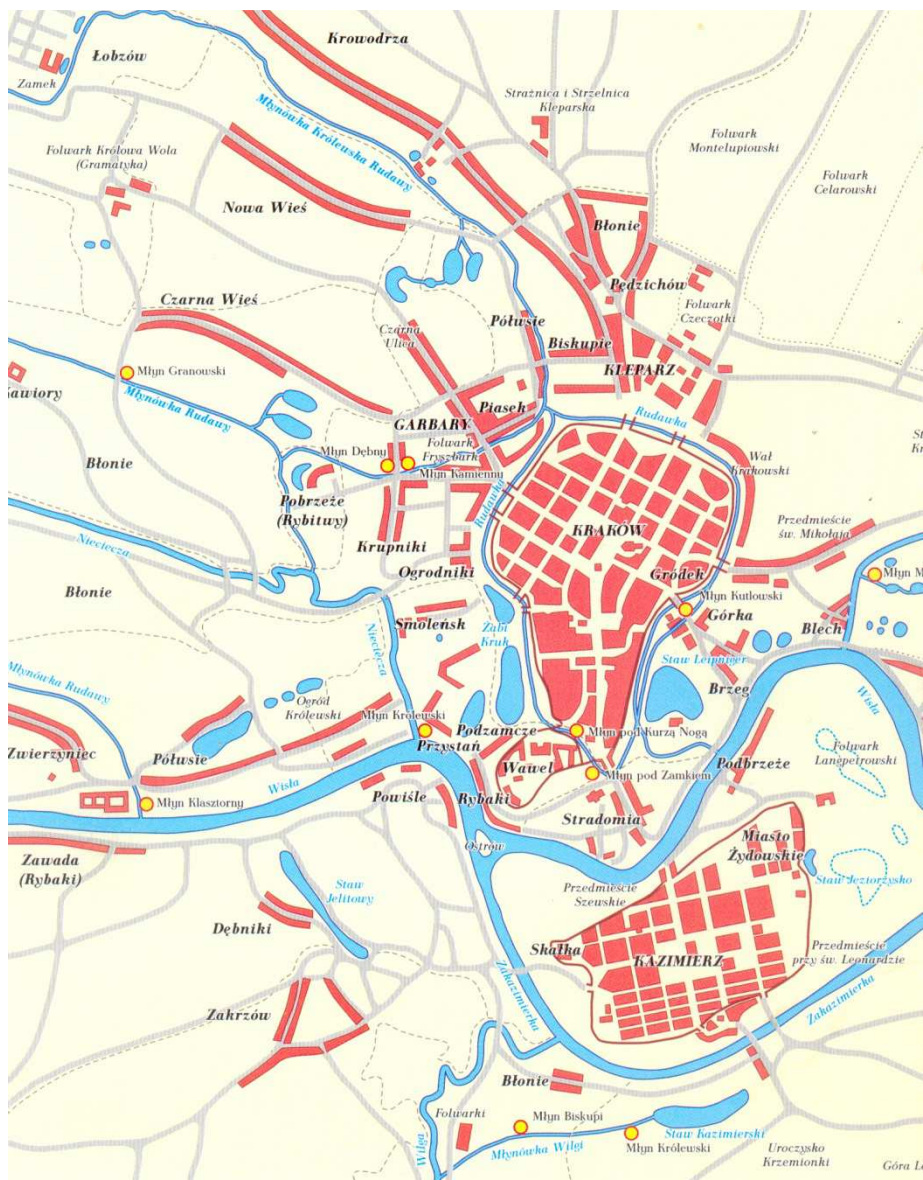 Krowodrza
Łobzów
Zamek
Strażnica i Strzelnica
Kleparska
Młynówka Królewska Rudawy
Folwark
Montelupiowski
Folwark Królowa Wola
(Gramatyka)
Folwark
Celarowski
Nowa Wieś
Błonie
Pędzichów
Czarna Wieś
Folwark
Czeczotki
Czarna
Ulica
Półwsie
Biskupie
KLEPARZ
Młyn Granowski
Młynówka Rudawy
Piasek
GARBARY
Rudawka
Folwark
Fryszbark
Młyn Dębny
Młyn Kamienny
Wał
Krakowski
Błonie
Pobrzeże
(Rybitwy)
Rudawka
KRAKÓW
Przedmieście
św. Mikołaja
Nieciecza
Krupniki
Ogrodniki
Gródek
Młyn Kutlowski
Młyn M
Błonie
Górka
Smoleńsk
Żabi
Kruk
Blech
Nieciecza
Staw Leipniger
Młynówka Rudawy
Ogród
Królewski
Brzeg
Wisła
Młyn Królewski
Przystań
Podzamcze
Młyn pod Kurzą Nogą
Zwierzyniec
Półwsie
Wawel
Podbrzeże
Folwark
Langpetrowski
Młyn pod Zamkiem
Wisła
Młyn Klasztorny
Powiśle
Rybaki
Stradomia
Ostrów
Miasto
Żydowskie
Zawada
(Rybaki)
Staw
Jelitowy
Przedmieście
Szewskie
Staw Jeziorzysko
Dębniki
Skałka
KAZIMIERZ
Przedmieście
przy św. Leonardzie
Zakrzów
Zakazimierka
Zakazimierka
Błonie
Folwarki
Młyn Biskupi
Wilga
Młynówka Wilgi
Młyn Królewski
Staw Kazimierski
Uroczysko
Krzemionki